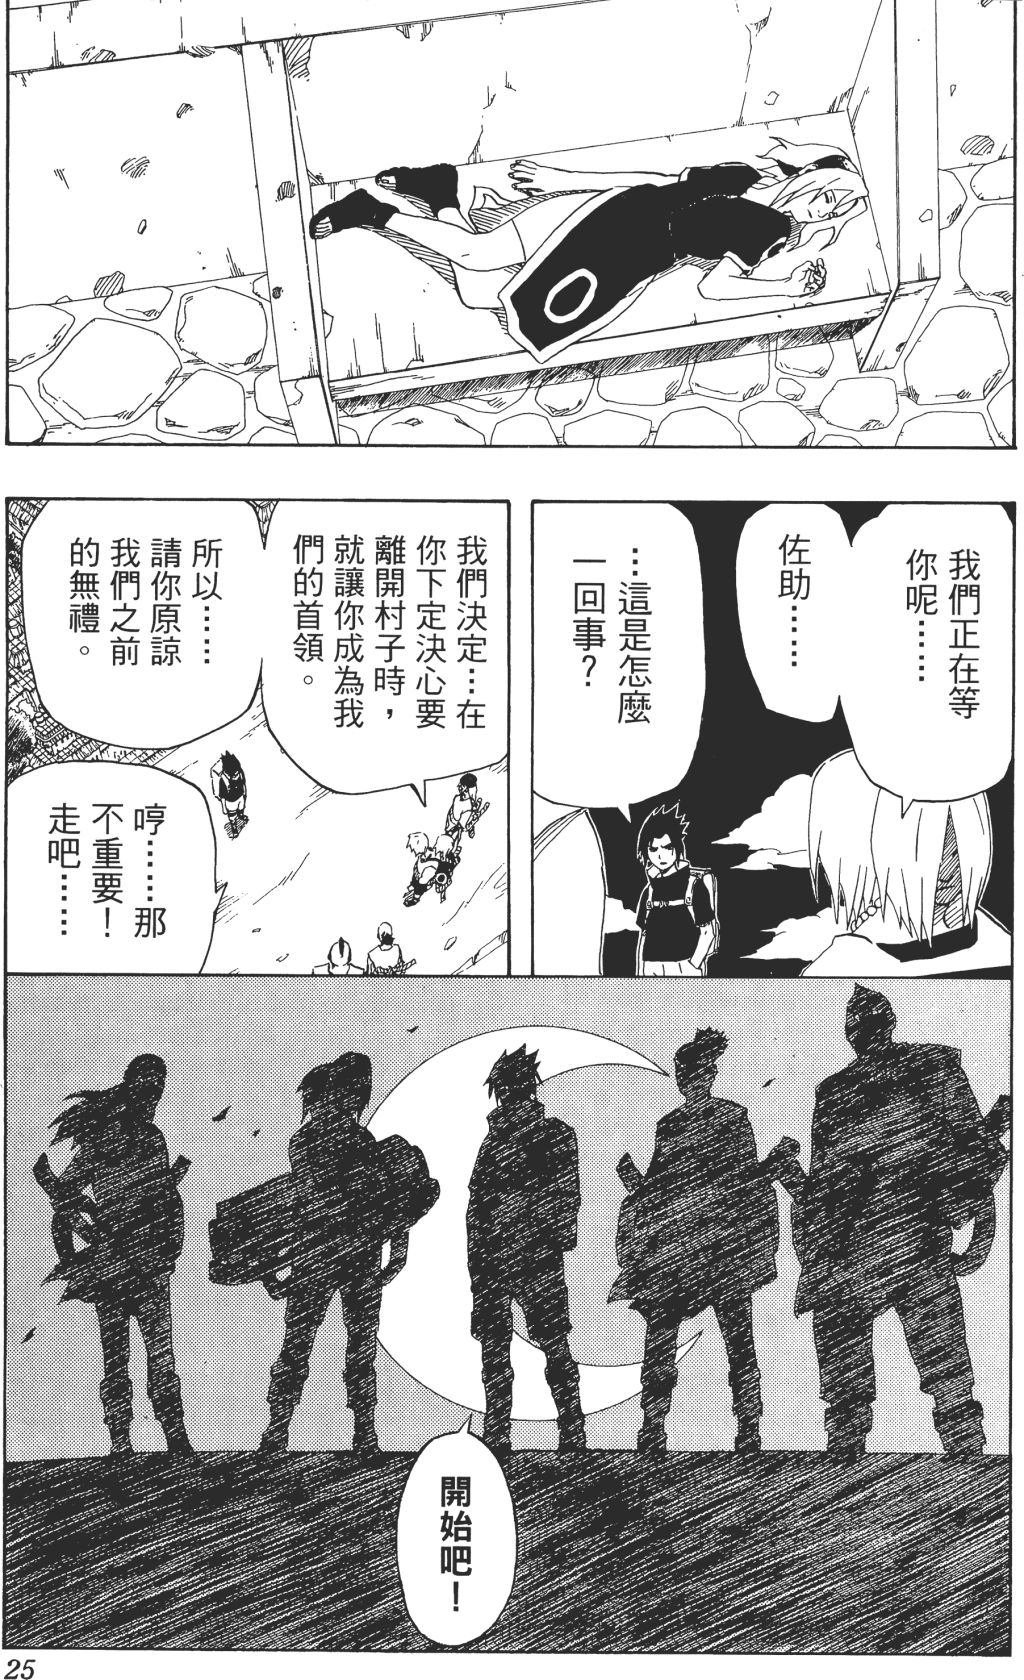 我們正在等
你呢……
佐助……
…這是怎麼
一回事？
我們決定…在
你下定決心要
離開村子時，
就讓你成為我
們的首領。
所以……
請你原諒
我們之前
的無禮。
哼……那
不重要！
走吧……
開始吧！
25